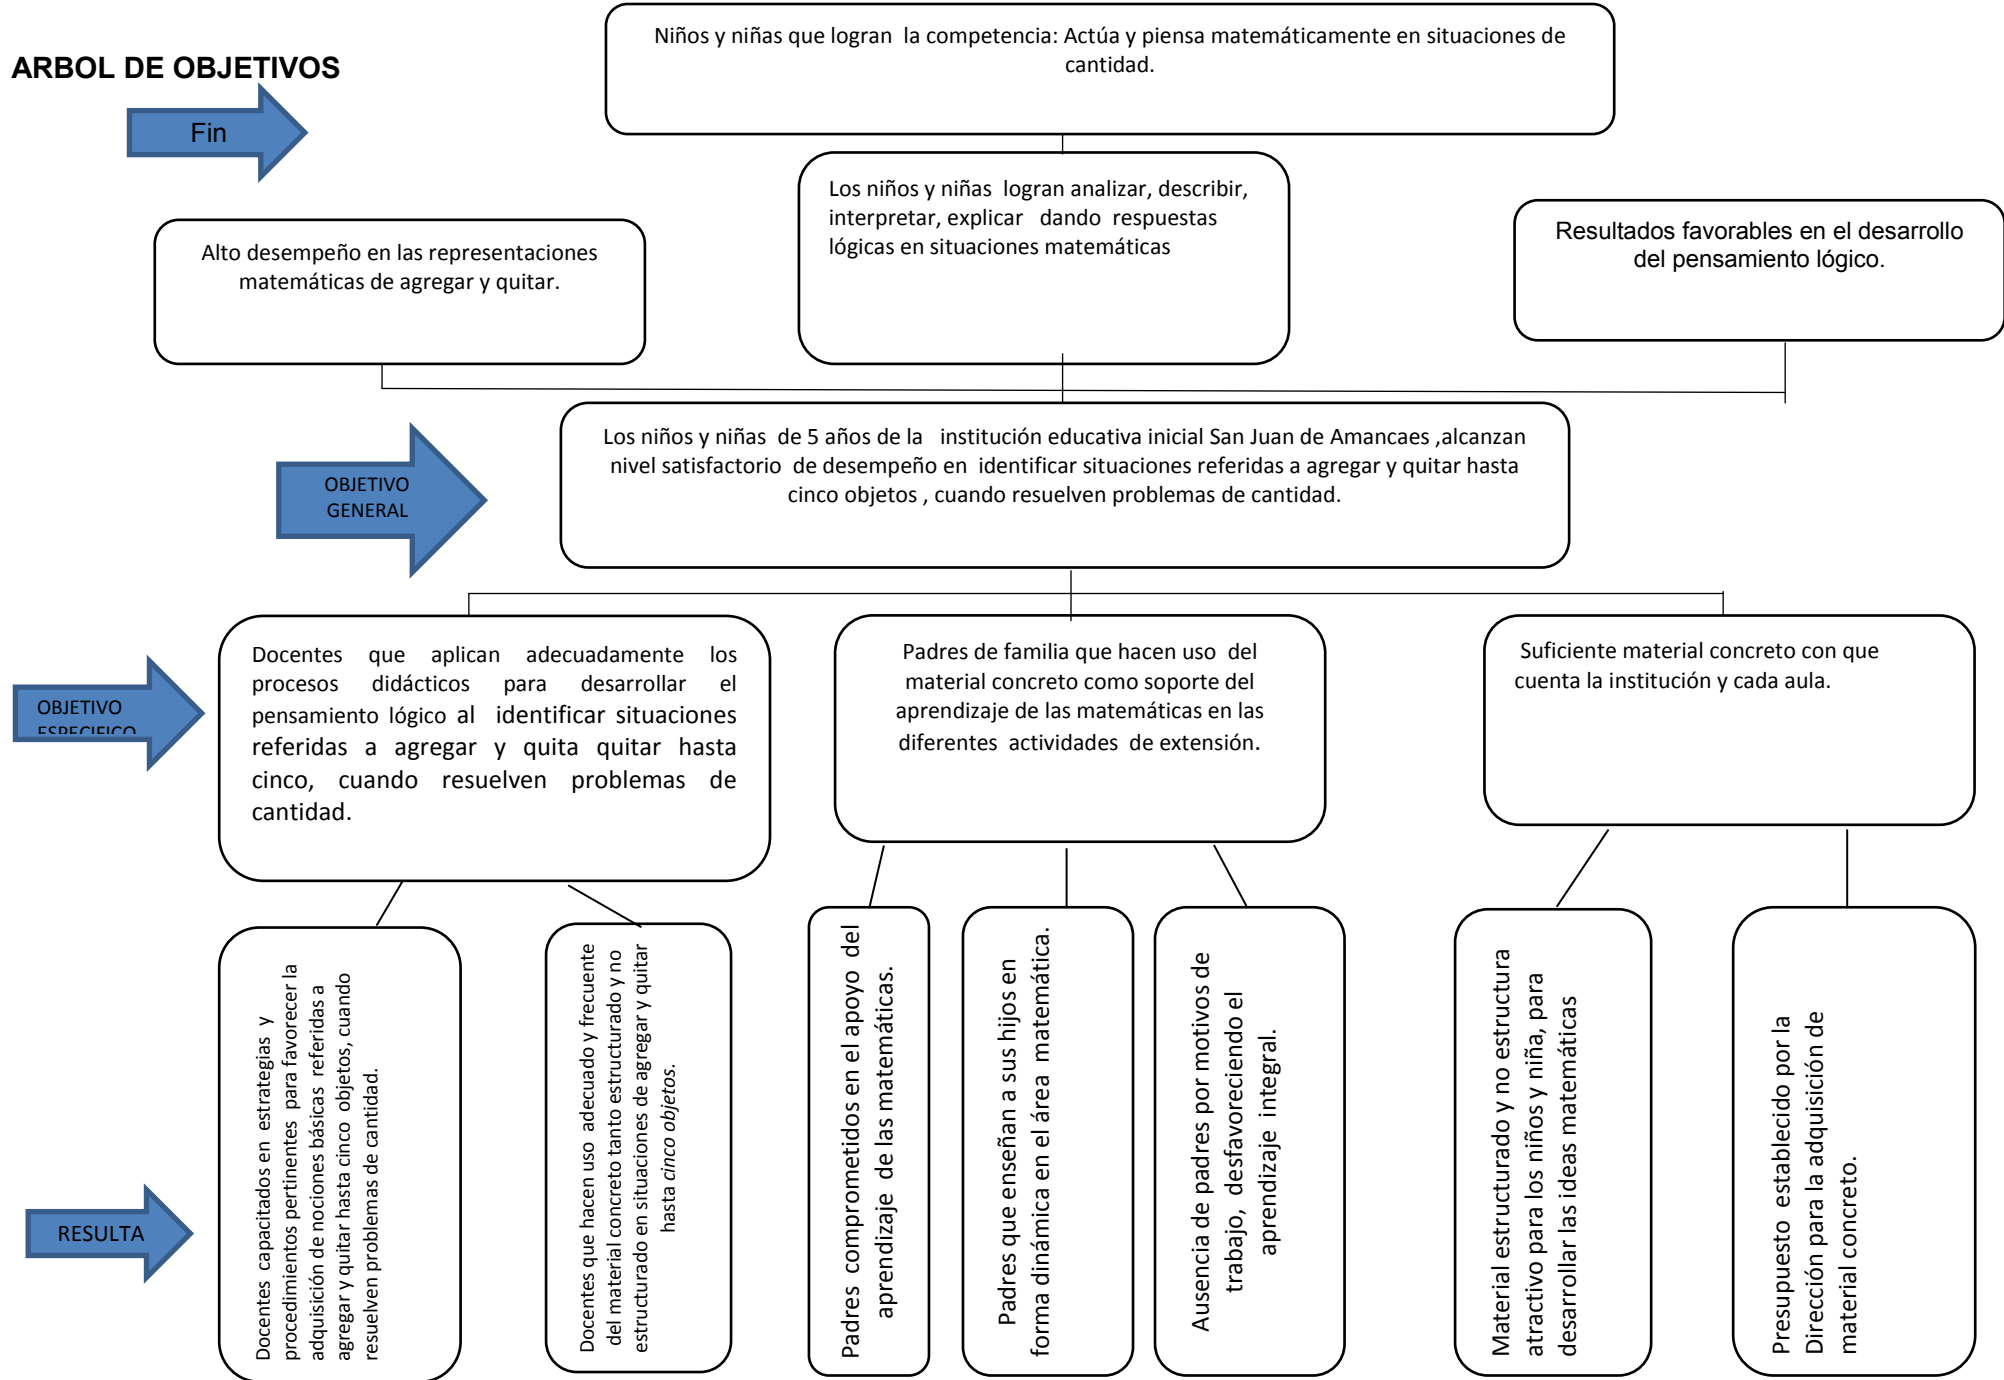 ARBOL DE OBJETIVOS
Fin
Niños y niñas que logran la competencia: Actúa y piensa matemáticamente en situaciones de
cantidad.
Alto desempeño en las representaciones
matemáticas de agregar y quitar.
Los niños y niñas logran analizar, describir,
interpretar, explicar dando respuestas
lógicas en situaciones matemáticas
Resultados favorables en el desarrollo
del pensamiento lógico.
OBJETIVO
GENERAL
Los niños y niñas de 5 años de la institución educativa inicial San Juan de Amancaes ,alcanzan
nivel satisfactorio de desempeño en identificar situaciones referidas a agregar y quitar hasta
cinco objetos , cuando resuelven problemas de cantidad.
OBJETIVO
ESPECIFICO
Docentes que aplican adecuadamente los
procesos didácticos para desarrollar el
pensamiento lógico al identificar situaciones
referidas a agregar y quita quitar hasta
cinco, cuando resuelven problemas de
cantidad.
Padres de familia que hacen uso del
material concreto como soporte del
aprendizaje de las matemáticas en las
diferentes actividades de extensión.
Suficiente material concreto con que
cuenta la institución y cada aula.
RESULTA
Docentes capacitados en estrategias y
procedimientos pertinentes para favorecer la
adquisición de nociones básicas referidas a
agregar y quitar hasta cinco objetos, cuando
resuelven problemas de cantidad.
Docentes que hacen uso adecuado y frecuente
del material concreto tanto estructurado y no
estructurado en situaciones de agregar y quitar
hasta cinco objetos.
Padres comprometidos en el apoyo del
aprendizaje de las matemáticas.
Padres que enseñan a sus hijos en
forma dinámica en el área matemática.
Ausencia de padres por motivos de
trabajo, desfavoreciendo el
aprendizaje integral.
Material estructurado y no estructura
atractivo para los niños y niña, para
desarrollar las ideas matemáticas
Presupuesto establecido por la
Dirección para la adquisición de
material concreto.